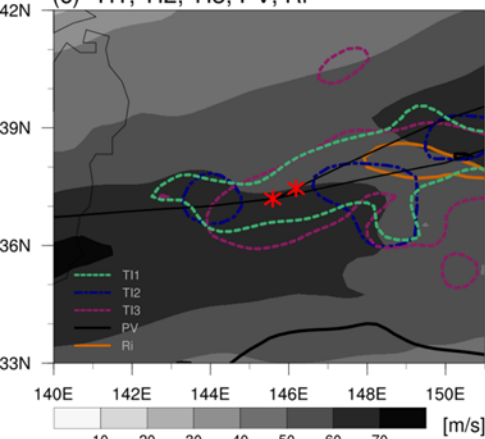 (c) TI1, TI2, TI3, PV, Ri
42N
39N
36N
33N
TI1
TI2
TI3
PV
Ri
140E 142E 144E 146E 148E 150E
[m/s]
10 20 30 40 50 60 70